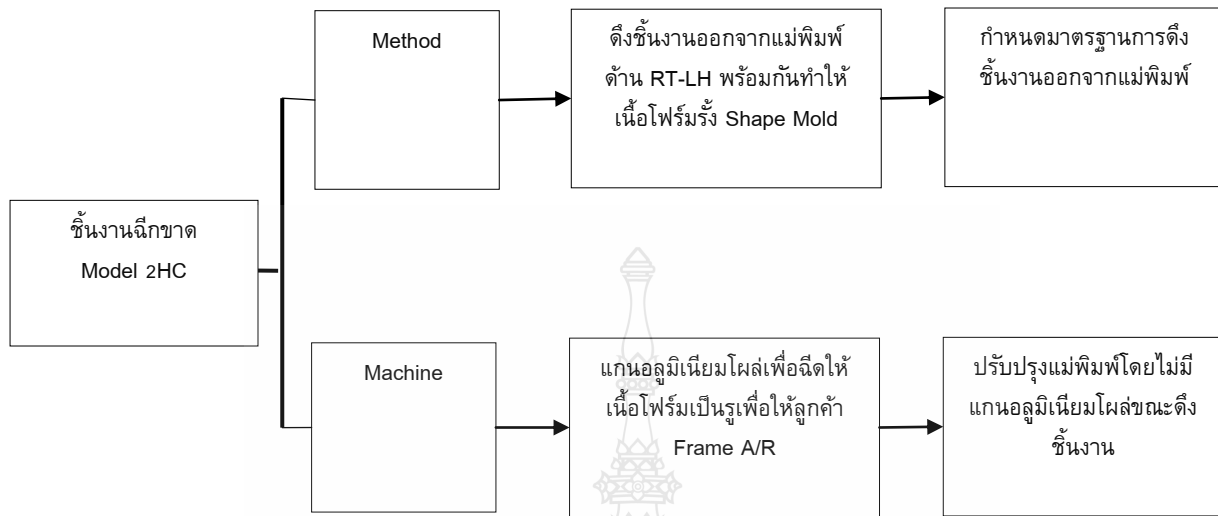 Method
ดึงชิ้นงานออกจากแม่พิมพ์
ด้าน RT-LH พร้อมกันทำให้
เนื้อโฟร์มรั้ง Shape Mold
กำหนดมาตรฐานการดึง
ชิ้นงานออกจากแม่พิมพ์
ชิ้นงานฉีกขาด
Model 2HC
Machine
แกนอลูมิเนียมโผล่เพื่อฉีดให้
เนื้อโฟร์มเป็นรูเพื่อให้ลูกค้า
Frame A/R
ปรับปรุงแม่พิมพ์โดยไม่มี
แกนอลูมิเนียมโผล่ขณะดึง
ชิ้นงาน